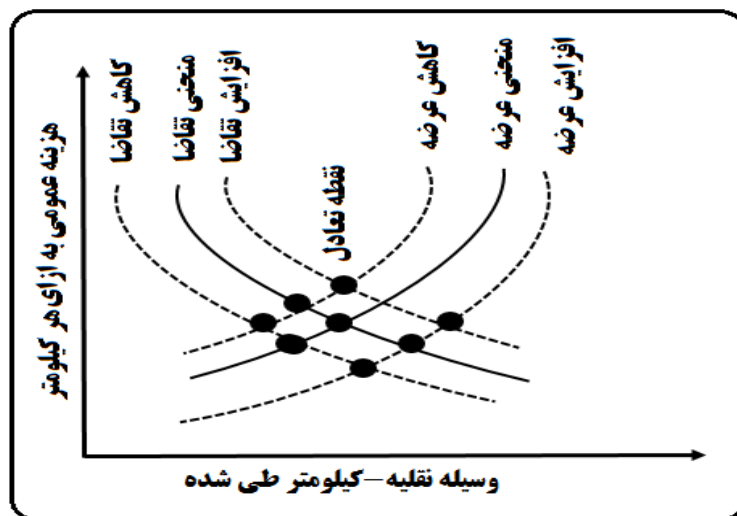 کاهش تقاضا
منحنی تقاضا
افزایش تقاضا
نقطه تعادل
کاهش عرضه
منحنی عرضه
افزایش عرضه
هزینه عمومی به ازای هر کیلومتر
وسیله نقلیه-کیلومتر طی شده